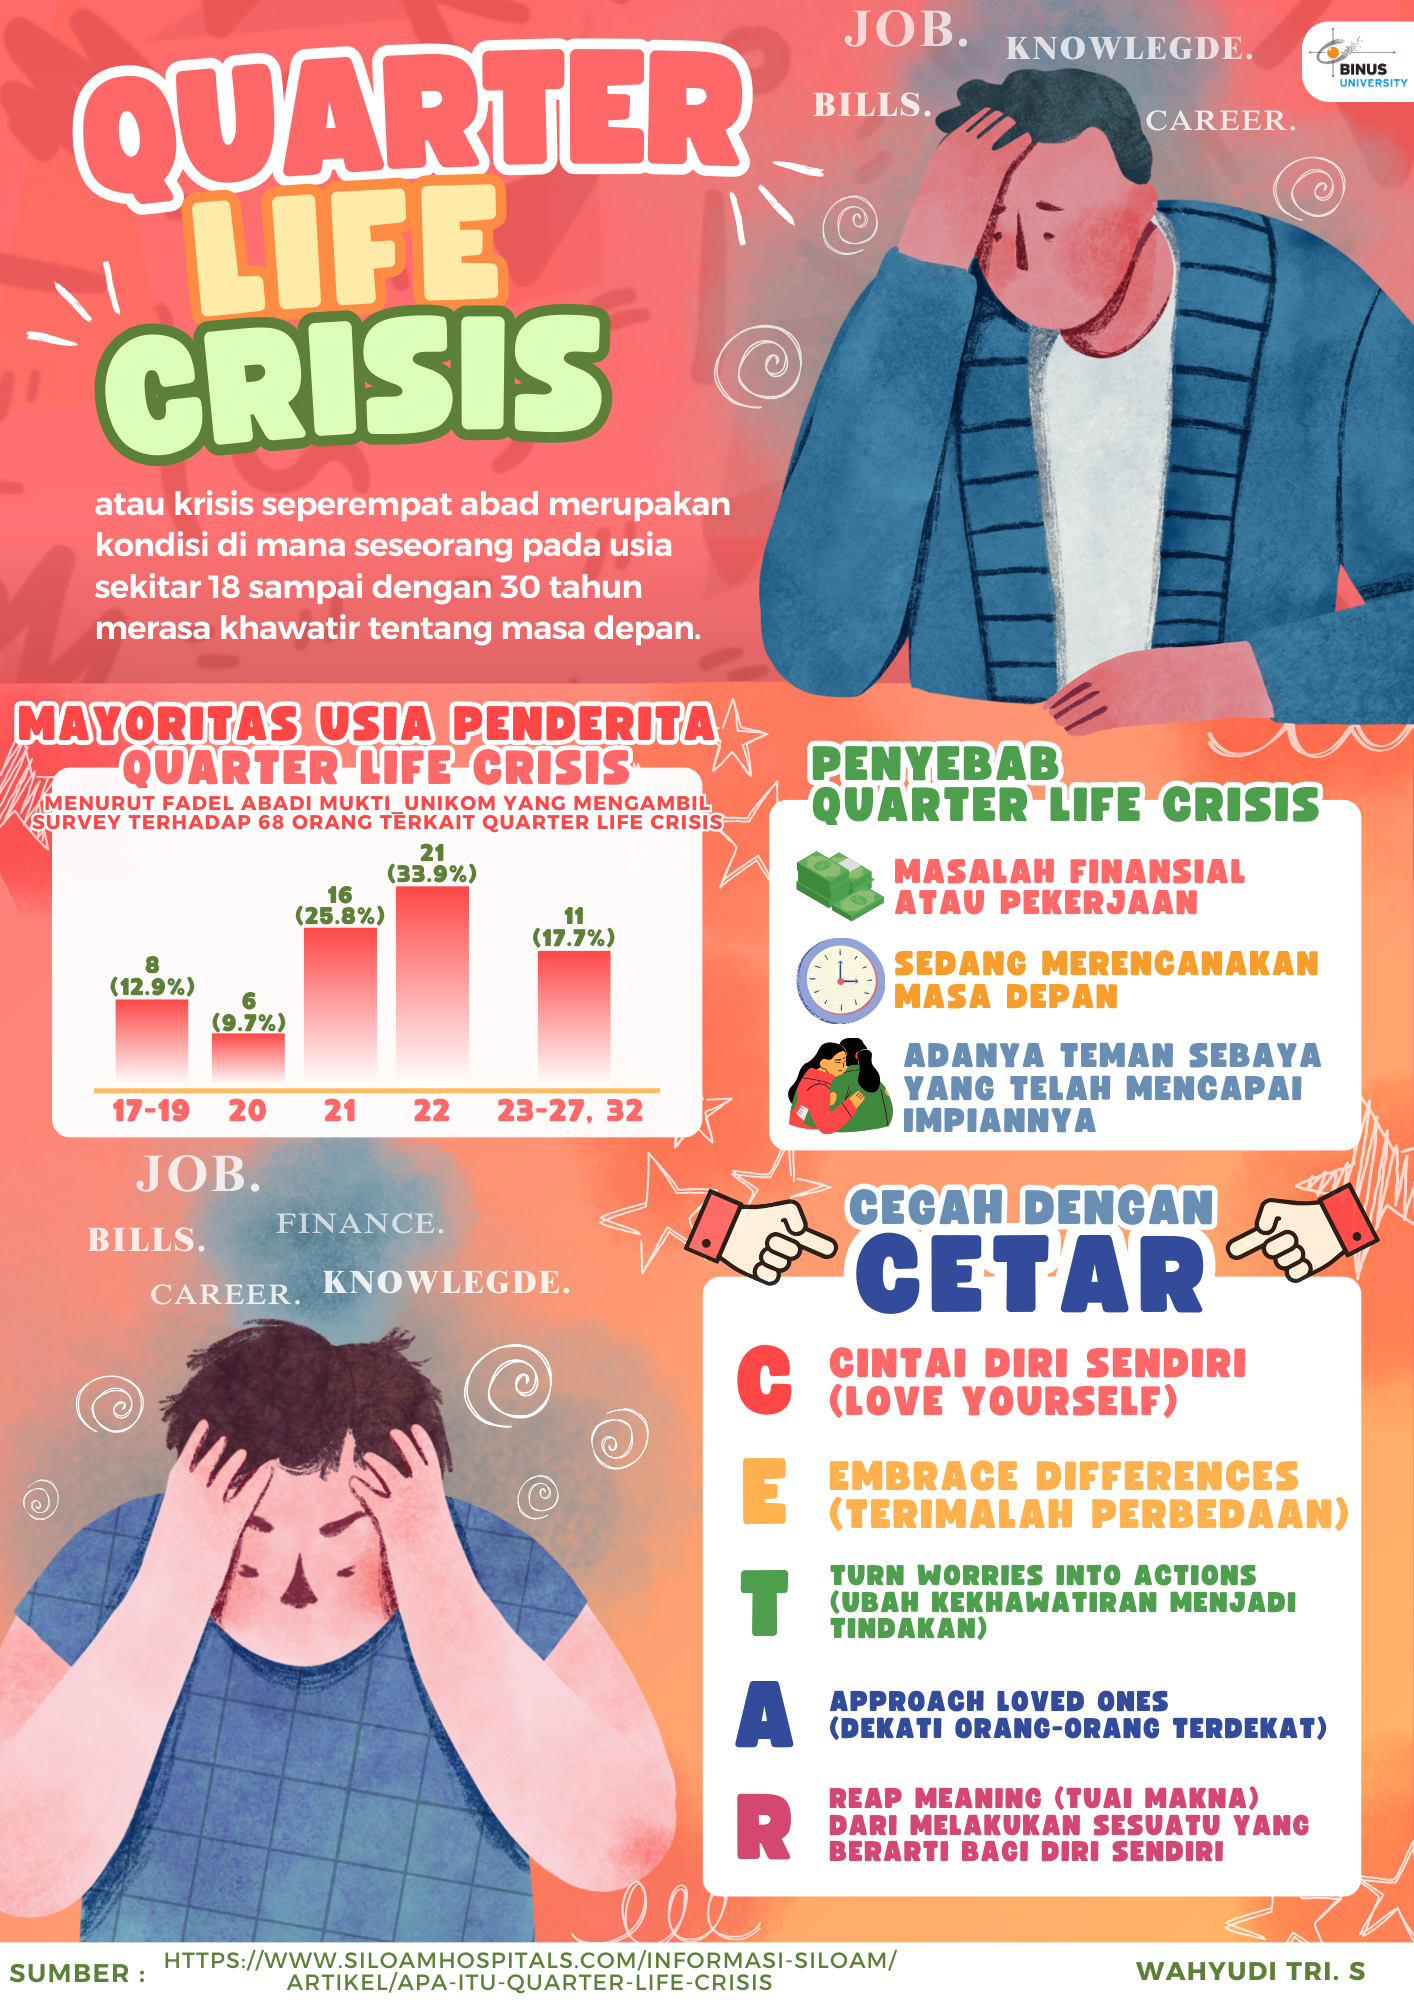 JOB.
KNOWLEGDE.
BILLS.
CAREER.
BINUS
UNIVERSITY
QUARTER
LIFE
CRISIS
atau krisis seperempat abad merupakan
kondisi di mana seseorang pada usia
sekitar 18 sampai dengan 30 tahun
merasa khawatir tentang masa depan.
MAYORITAS USIA PENDERITA
QUARTER LIFE CRISIS
MENURUT FADEL ABADI MUKTI_UNIKOM YANG MENGAMBIL
SURVEY TERHADAP 68 ORANG TERKAIT QUARTER LIFE CRISIS
8
(12.9%)
6
(9.7%)
16
(25.8%)
21
(33.9%)
11
(17.7%)
17-19
20
21
22
23-27, 32
PENYEBAB
QUARTER LIFE CRISIS
MASALAH FINANSIAL
ATAU PEKERJAAN
SEDANG MERENCANAKAN
MASA DEPAN
ADANYA TEMAN SEBAYA
YANG TELAH MENCAPAI
IMPIANNYA
JOB.
BILLS.
FINANCE.
CAREER.
KNOWLEGDE.
CEGAH DENGAN
CETAR
C
CINTAI DIRI SENDIRI
(LOVE YOURSELF)
E
EMBRACE DIFFERENCES
(TERIMALAH PERBEDAAN)
T
TURN WORRIES INTO ACTIONS
(UBAH KEKHAWATIRAN MENJADI
TINDAKAN)
A
APPROACH LOVED ONES
(DEKATI ORANG-ORANG TERDEKAT)
R
REAP MEANING (TUAI MAKNA)
DARI MELAKUKAN SESUATU YANG
BERARTI BAGI DIRI SENDIRI
SUMBER :
HTTPS://WWW.SILOAMHOSPITALS.COM/INFORMASI-SILOAM/
ARTIKEL/APA-ITU-QUARTER-LIFE-CRISIS
WAHYUDI TRI. S